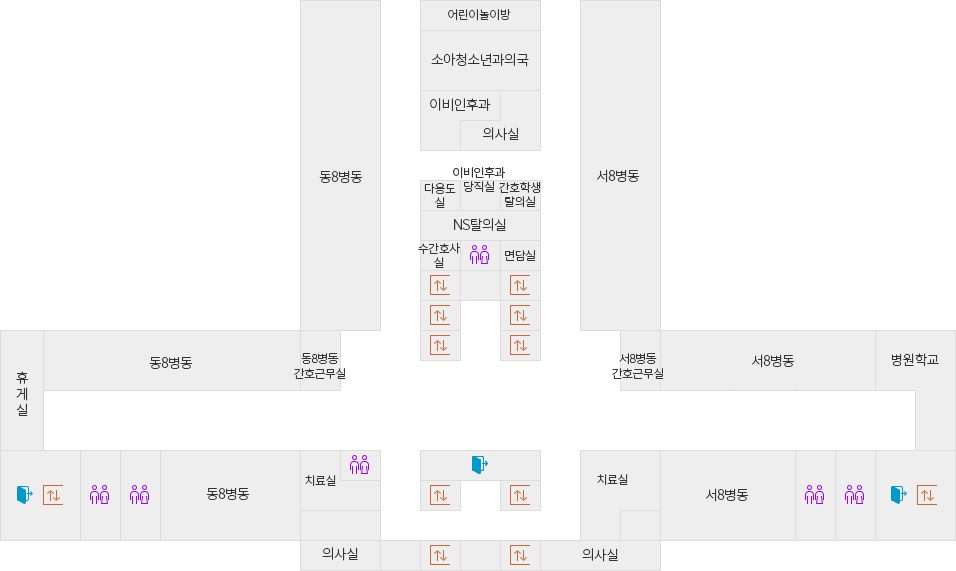 어린이놀이방
소아청소년과의국
이비인후과
의사실
동8병동
서8병동
이비인후과
당직실
다용도
실
간호학생
탈의실
NS탈의실
수간호사
실
면담실
휴
게
실
동8병동
동8병동
간호근무실
서8병동
간호근무실
서8병동
병원학교
동8병동
치료실
치료실
서8병동
의사실
의사실